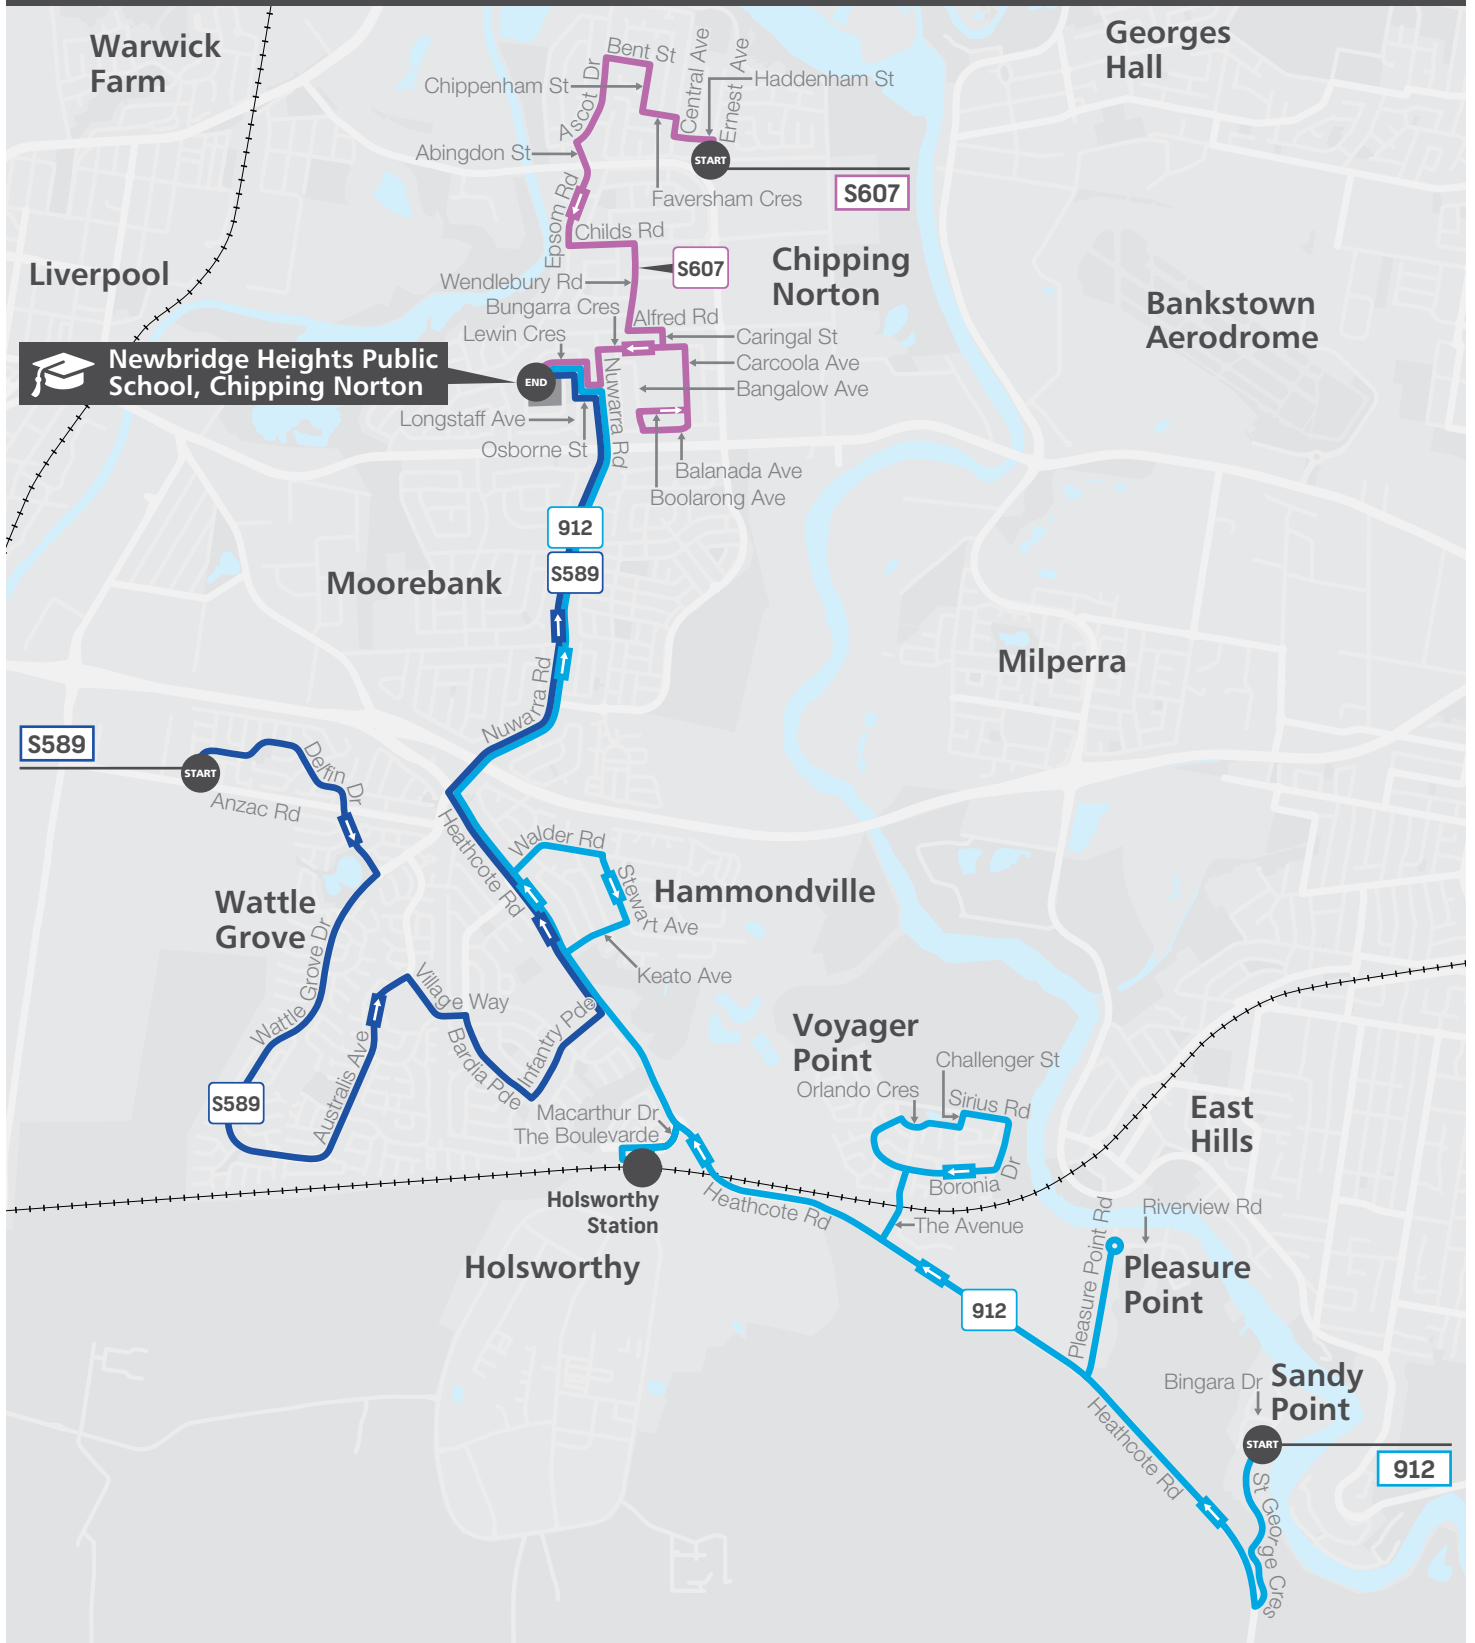 Warwick
Farm
Georges
Hall
Bent St
Central Ave
Ernest Ave
Haddenham St
Chippenham St
Ascot Dr
Abingdon St
START
Faversham Cres
S607
Epsom Rd
Childs Rd
Liverpool
S607
Chipping
Norton
Wendlebury Rd
Bungarra Cres
Alfred Rd
Lewin Cres
Caringal St
Bankstown
Aerodrome
Newbridge Heights Public
School, Chipping Norton
END
Carcoola Ave
Bangalow Ave
Nuwarra Rd
Longstaff Ave
Osborne St
Balanada Ave
Boolarong Ave
912
S589
Moorebank
Milperra
Nuwarra Rd
S589
START
Delfin Dr
Anzac Rd
Heathcote Rd
Walder Rd
Stewart Ave
Hammondville
Keato Ave
Wattle
Grove
Wattle Grove Dr
Village Way
Bardia Pde
Infantry Pde
Australis Ave
S589
Voyager
Point
Challenger St
Orlando Cres
Sirius Rd
Boronia Dr
The Avenue
East
Hills
Macarthur Dr
The Boulevarde
Holsworthy
Station
Heathcote Rd
Holsworthy
Riverview Rd
Pleasure Point Rd
Pleasure
Point
912
Bingara Dr
Sandy
Point
START
912
Heathcote Rd
St George Cres